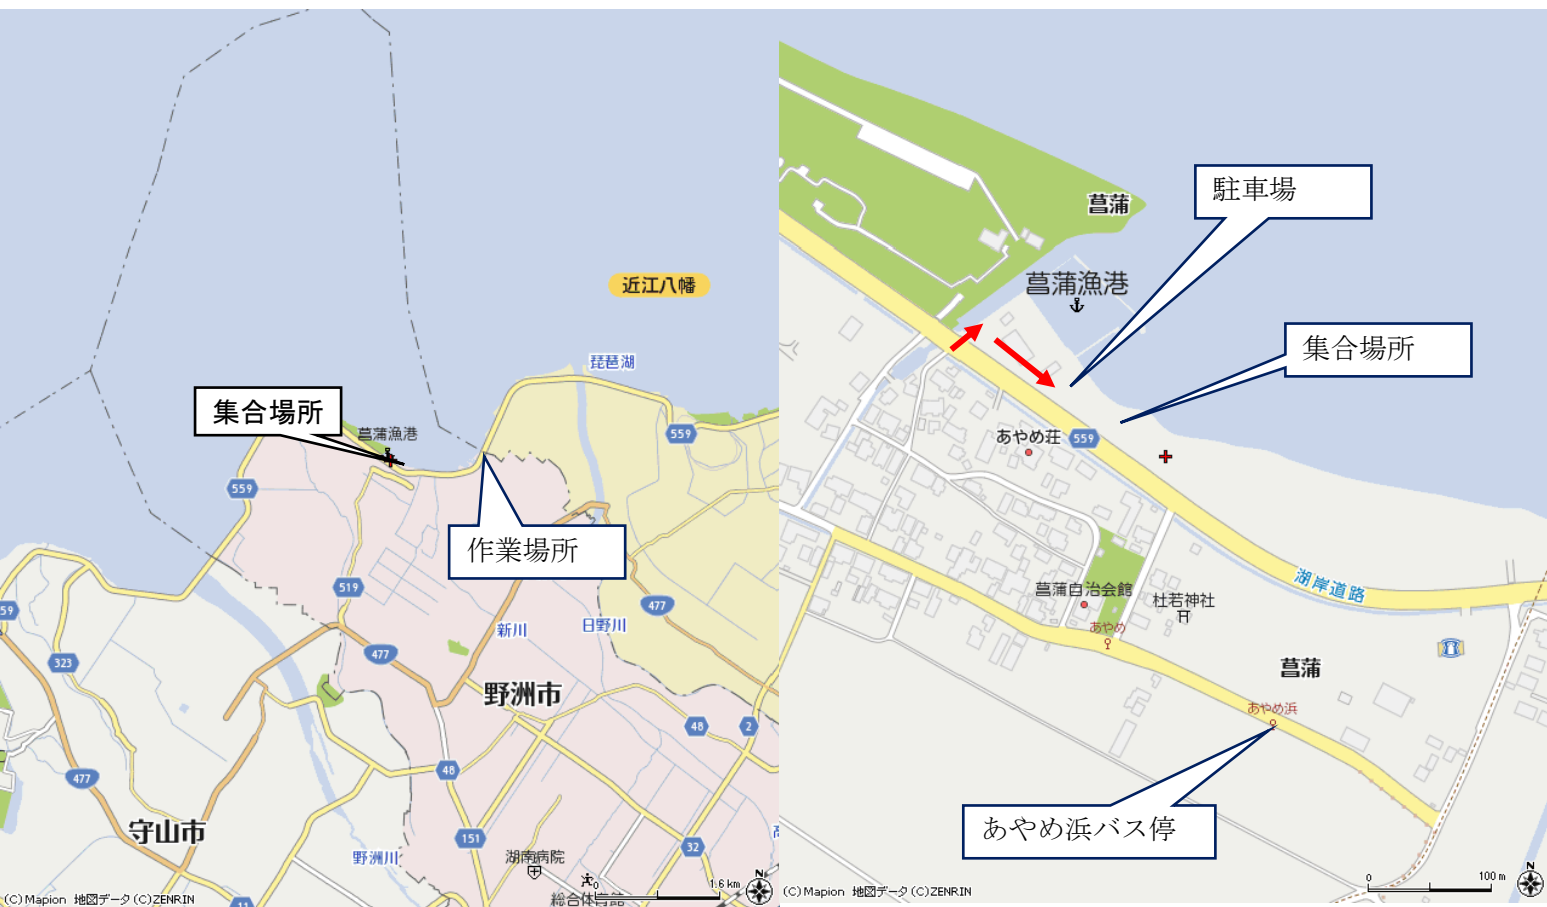 近江八幡
琵琶湖
集合場所
菖蒲漁港
559
559
作業場所
519
477
59
新川
日野川
323
477
野洲市
48
2
48
477
151
守山市
32
野洲川
湖南病院
総合体育館
11
0
1.6 km
N
(C)Mapion 地図データ(C)ZENRIN
駐車場
菖蒲
菖蒲漁港
集合場所
あやめ荘
559
湖岸道路
菖蒲自治会館
杜若神社
あやめ
菖蒲
あやめ浜
あやめ浜バス停
0
100 m
N
(C)Mapion 地図データ(C)ZENRIN